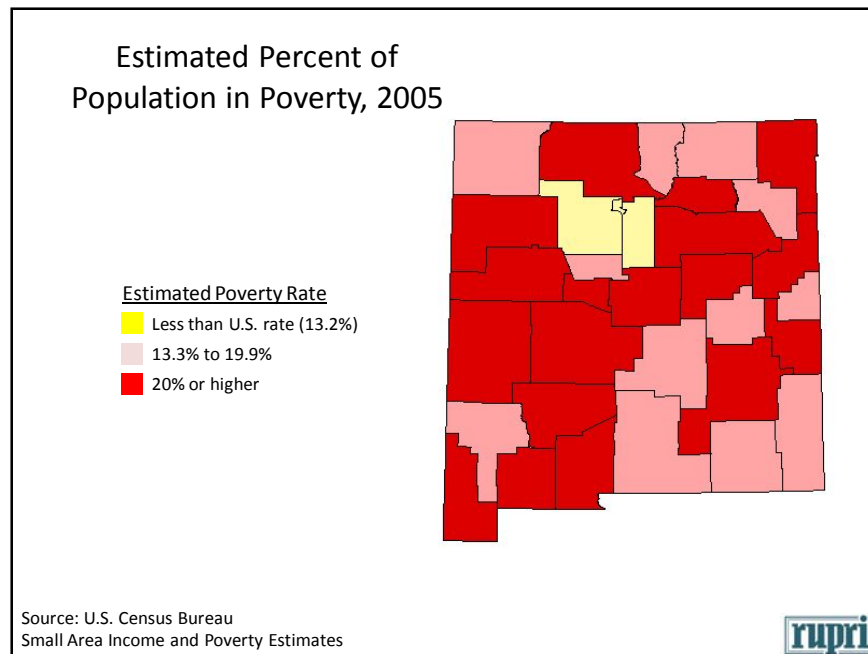 Estimated Percent of
Population in Poverty, 2005
Estimated Poverty Rate
Less than U.S. rate (13.2%)
13.3% to 19.9%
20% or higher
Source: U.S. Census Bureau
Small Area Income and Poverty Estimates
rupri